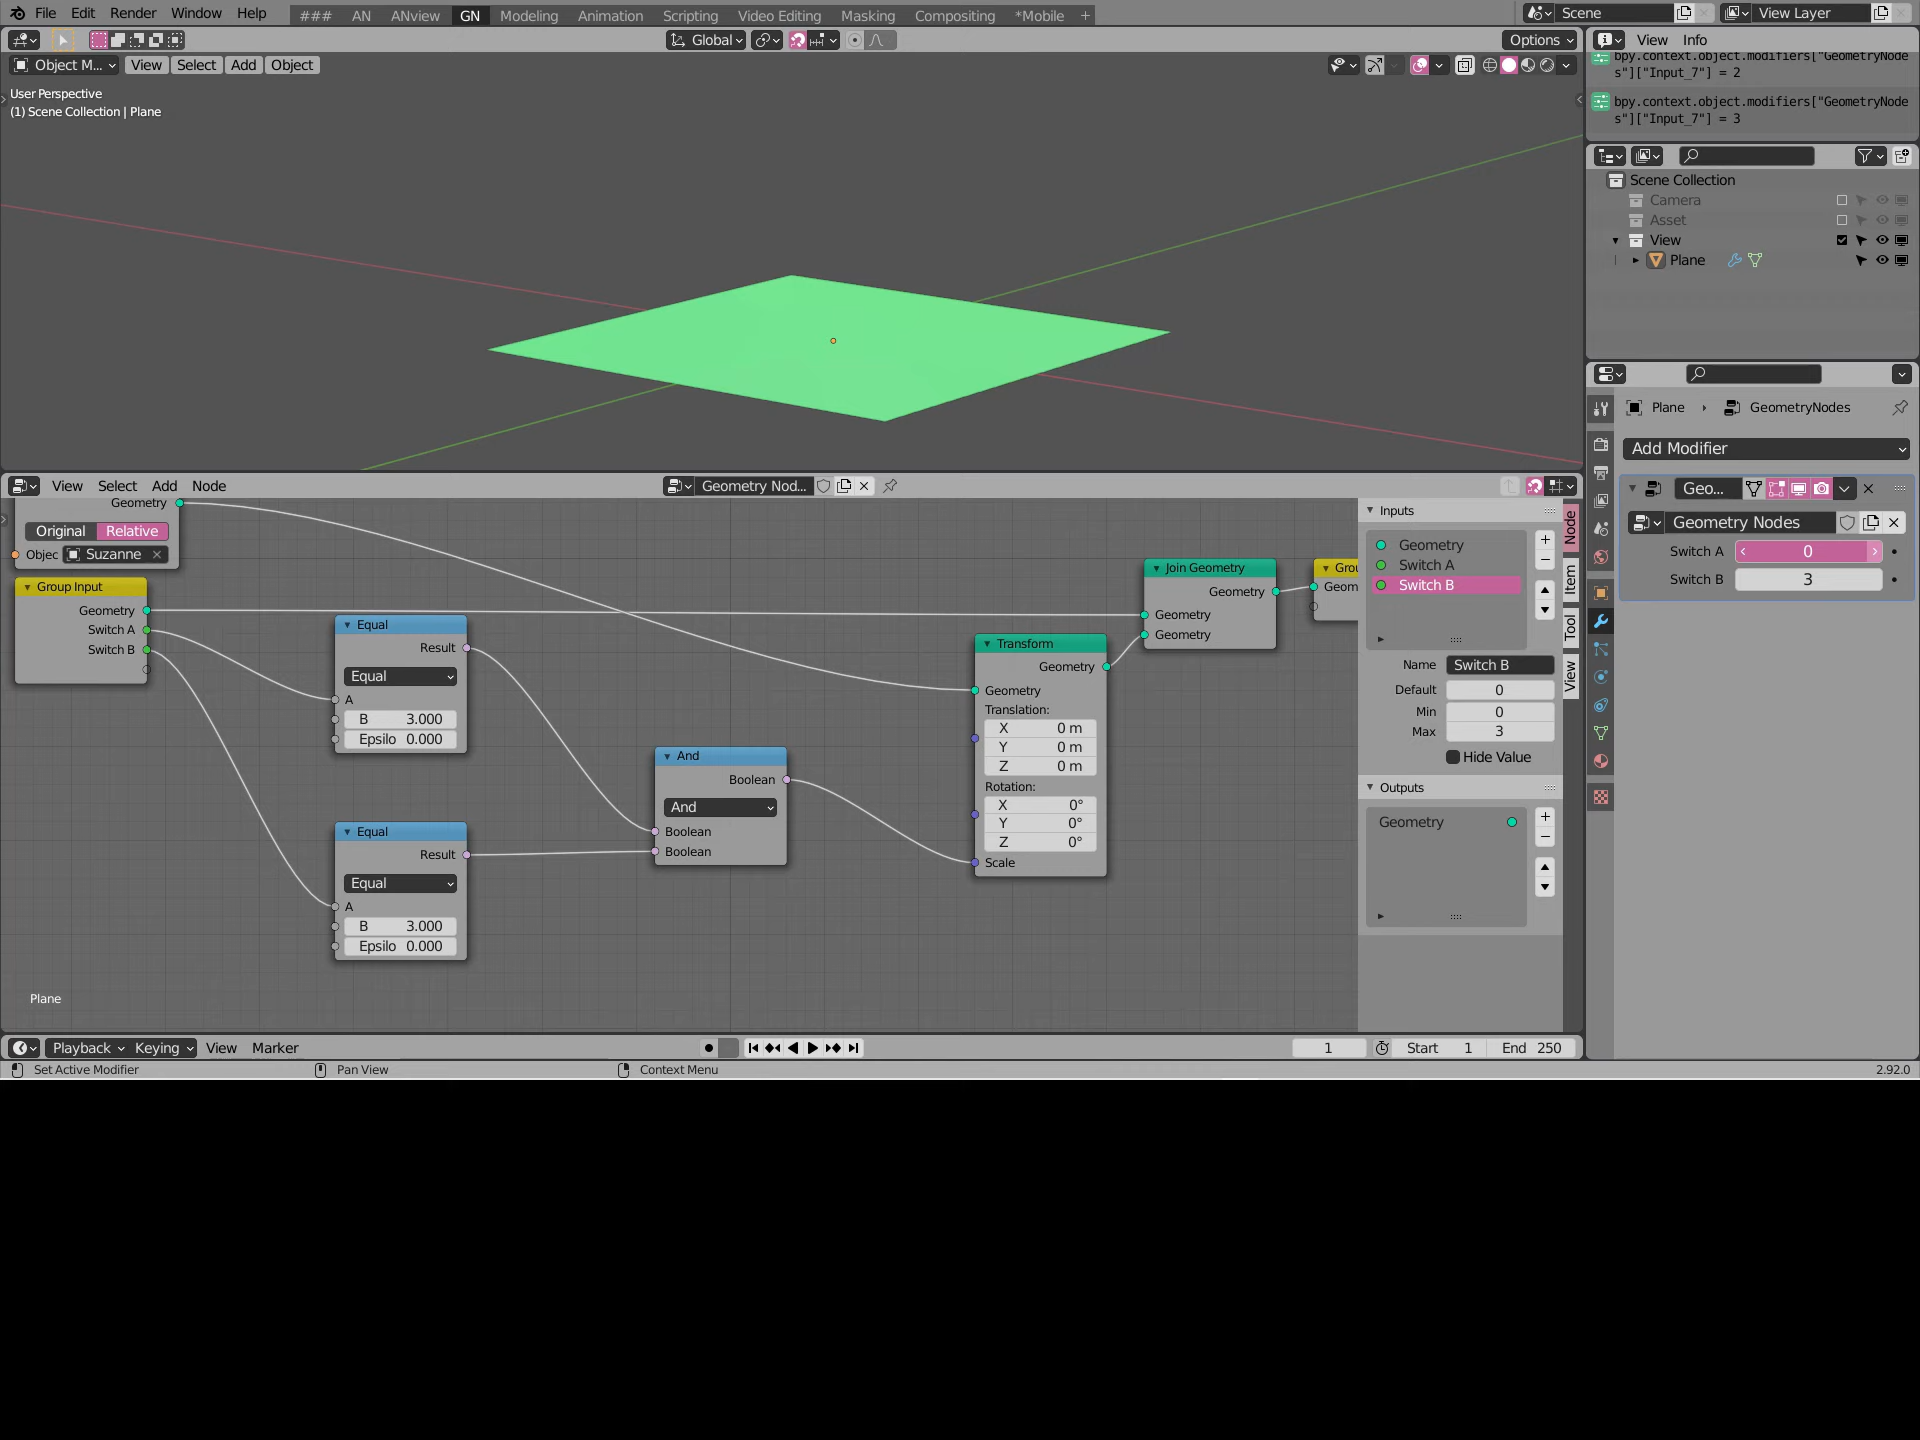 File Edit Render Window Help ### AN ANview GN Modeling Animation Scripting Video Editing Masking Compositing *Mobile + Scene View Layer
Global Options View Info
Object M... View Select Add Object
bpy.context.object.modifiers["GeometryNode
s"]["Input_7"] = 2
bpy.context.object.modifiers["GeometryNode
s"]["Input_7"] = 3
User Perspective
(1) Scene Collection | Plane
Scene Collection
Camera
Asset
View
Plane
Plane GeometryNodes
Add Modifier
Geo...
Geometry Nodes
Switch A 0
Switch B 3
View Select Add Node Geometry Nod...
Geometry
Original Relative
Objec Suzanne
Group Input
Geometry
Switch A
Switch B
Equal
Result
Equal
A
B 3.000
Epsilo 0.000
Equal
Result
Equal
A
B 3.000
Epsilo 0.000
And
Boolean
And
Boolean
Boolean
Transform
Geometry
Geometry
Translation:
X 0 m
Y 0 m
Z 0 m
Rotation:
X 0°
Y 0°
Z 0°
Scale
Join Geometry
Geometry
Geometry
Geometry
Grou
Geom
Inputs
Geometry
Switch A
Switch B
Name Switch B
Default 0
Min 0
Max 3
Hide Value
Outputs
Geometry
Node
Item
Tool
View
Plane
Playback Keying View Marker 1 Start 1 End 250
Set Active Modifier Pan View Context Menu 2.92.0